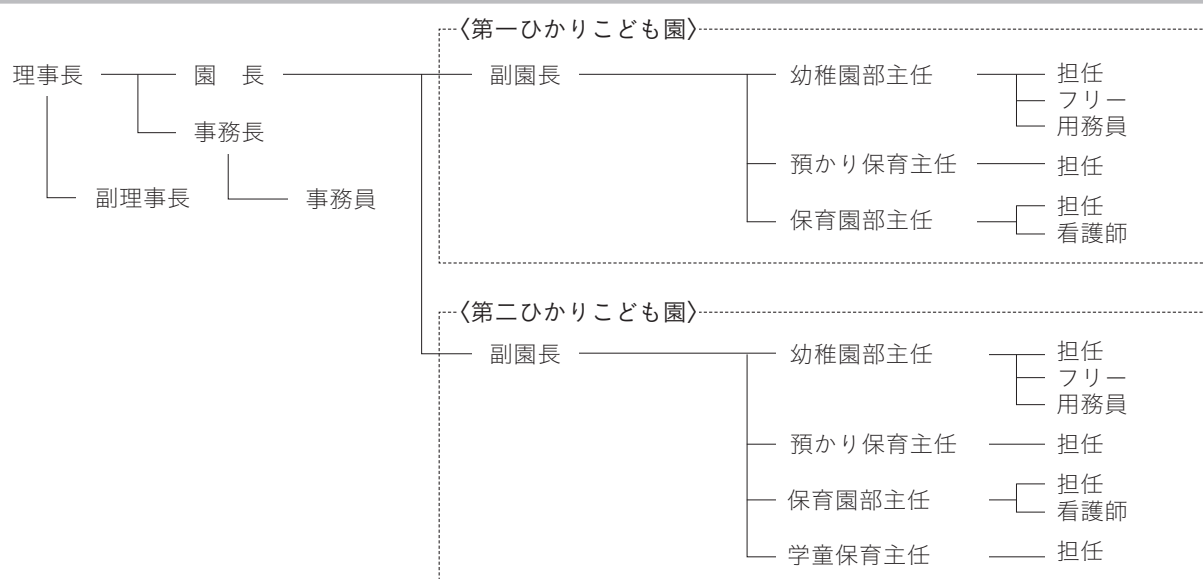 〈第一ひかりこども園〉
理事長 園　長 副園長 幼稚園部主任 担任
フリー
用務員
事務長
預かり保育主任 担任
副理事長 事務員
保育園部主任 担任
看護師
〈第二ひかりこども園〉
副園長 幼稚園部主任 担任
フリー
用務員
預かり保育主任 担任
保育園部主任 担任
看護師
学童保育主任 担任